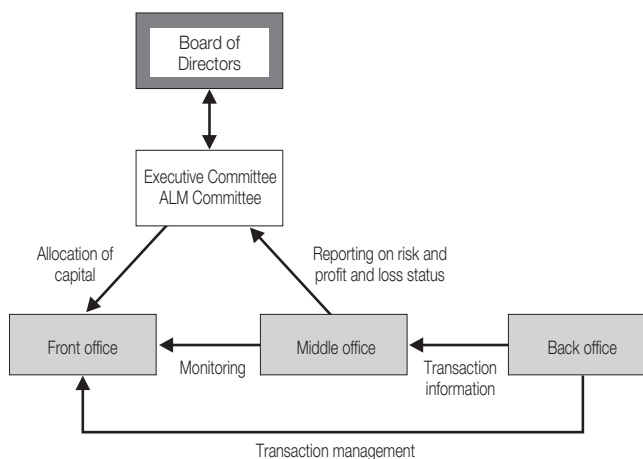 Board of
Directors
Executive Committee
ALM Committee
Allocation of
capital
Reporting on risk and
profit and loss status
Front office
Middle office
Back office
Monitoring
Transaction
information
Transaction management